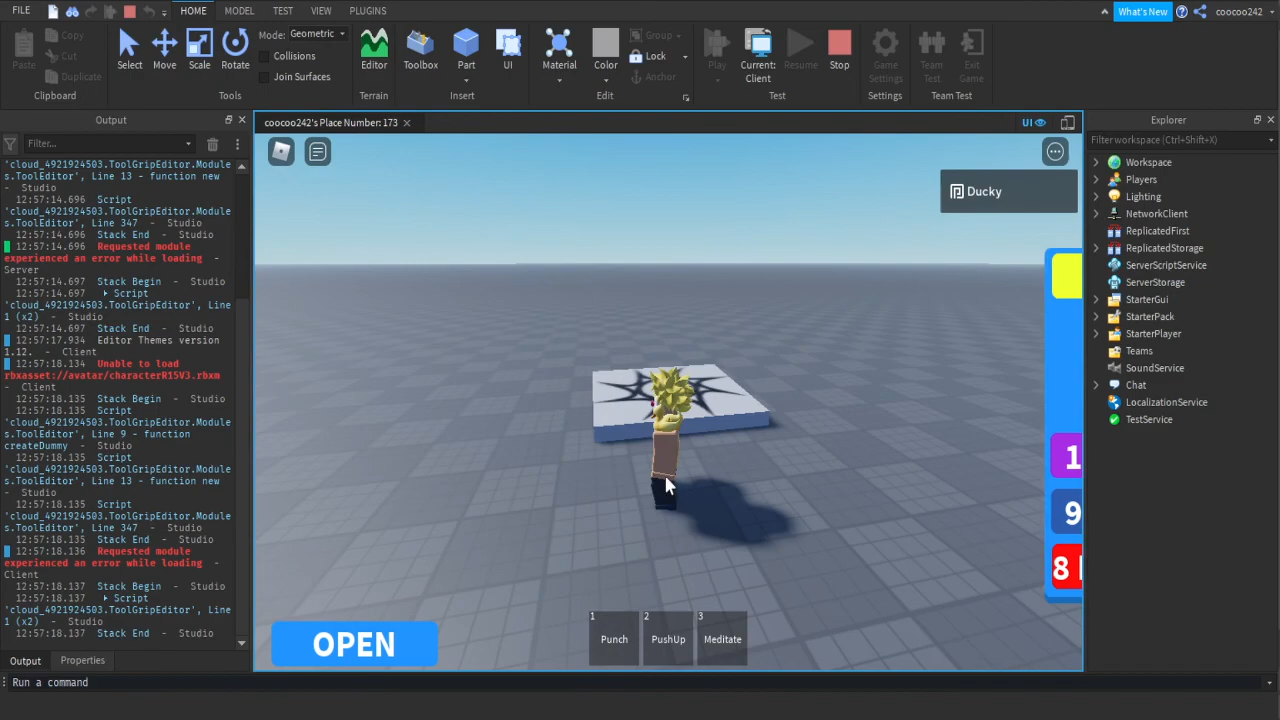 FILE
HOME
MODEL
TEST
VIEW
PLUGINS
What's New
coocoo242
Paste
Copy
Cut
Duplicate
Clipboard
Select
Move
Scale
Rotate
Mode: Geometric
Collisions
Join Surfaces
Tools
Editor
Terrain
Toolbox
Part
UI
Insert
Material
Color
Group
Lock
Anchor
Edit
Play
Current:
Client
Resume
Stop
Test
Game
Settings
Settings
Team
Test
Exit
Game
Team Test
Output
coocoo242's Place Number: 173
UI
Explorer
Filter...
Filter workspace (Ctrl+Shift+X)
'cloud_4921924503.ToolGripEditor.Module
s.ToolEditor', Line 13 - function new
- Studio
12:57:14.696 Script
'cloud_4921924503.ToolGripEditor.Module
s.ToolEditor', Line 347 - Studio
12:57:14.696 Stack End - Studio
12:57:14.696 Requested module
experienced an error while loading -
Server
12:57:14.697 Stack Begin - Studio
12:57:14.697 Script
'cloud_4921924503.ToolGripEditor', Line
1 (x2) - Studio
12:57:14.697 Stack End - Studio
12:57:17.934 Editor Themes version
1.12. - Client
12:57:18.134 Unable to load
rbxasset://avatar/characterR15V3.rbxm
- Client
12:57:18.135 Stack Begin - Studio
12:57:18.135 Script
'cloud_4921924503.ToolGripEditor.Module
s.ToolEditor', Line 9 - function
createDummy - Studio
12:57:18.135 Script
'cloud_4921924503.ToolGripEditor.Module
s.ToolEditor', Line 13 - function new
- Studio
12:57:18.135 Script
'cloud_4921924503.ToolGripEditor.Module
s.ToolEditor', Line 347 - Studio
12:57:18.135 Stack End - Studio
12:57:18.136 Requested module
experienced an error while loading -
Client
12:57:18.137 Stack Begin - Studio
12:57:18.137 Script
'cloud_4921924503.ToolGripEditor', Line
1 (x2) - Studio
12:57:18.137 Stack End - Studio
Output
Properties
Run a command
Ducky
1
9
8
OPEN
1
Punch
2
PushUp
3
Meditate
Workspace
Players
Lighting
NetworkClient
ReplicatedFirst
ReplicatedStorage
ServerScriptService
ServerStorage
StarterGui
StarterPack
StarterPlayer
Teams
SoundService
Chat
LocalizationService
TestService